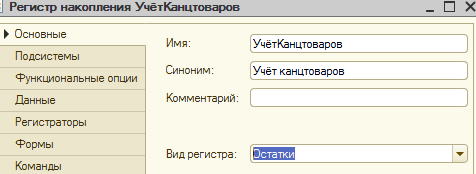 Регистр накопления УчётКанцтоваров
Основные
Подсистемы
Функциональные опции
Данные
Регистраторы
Формы
Команды
Имя: УчётКанцтоваров
Синоним: Учёт канцтоваров
Комментарий:
Вид регистра: Остатки